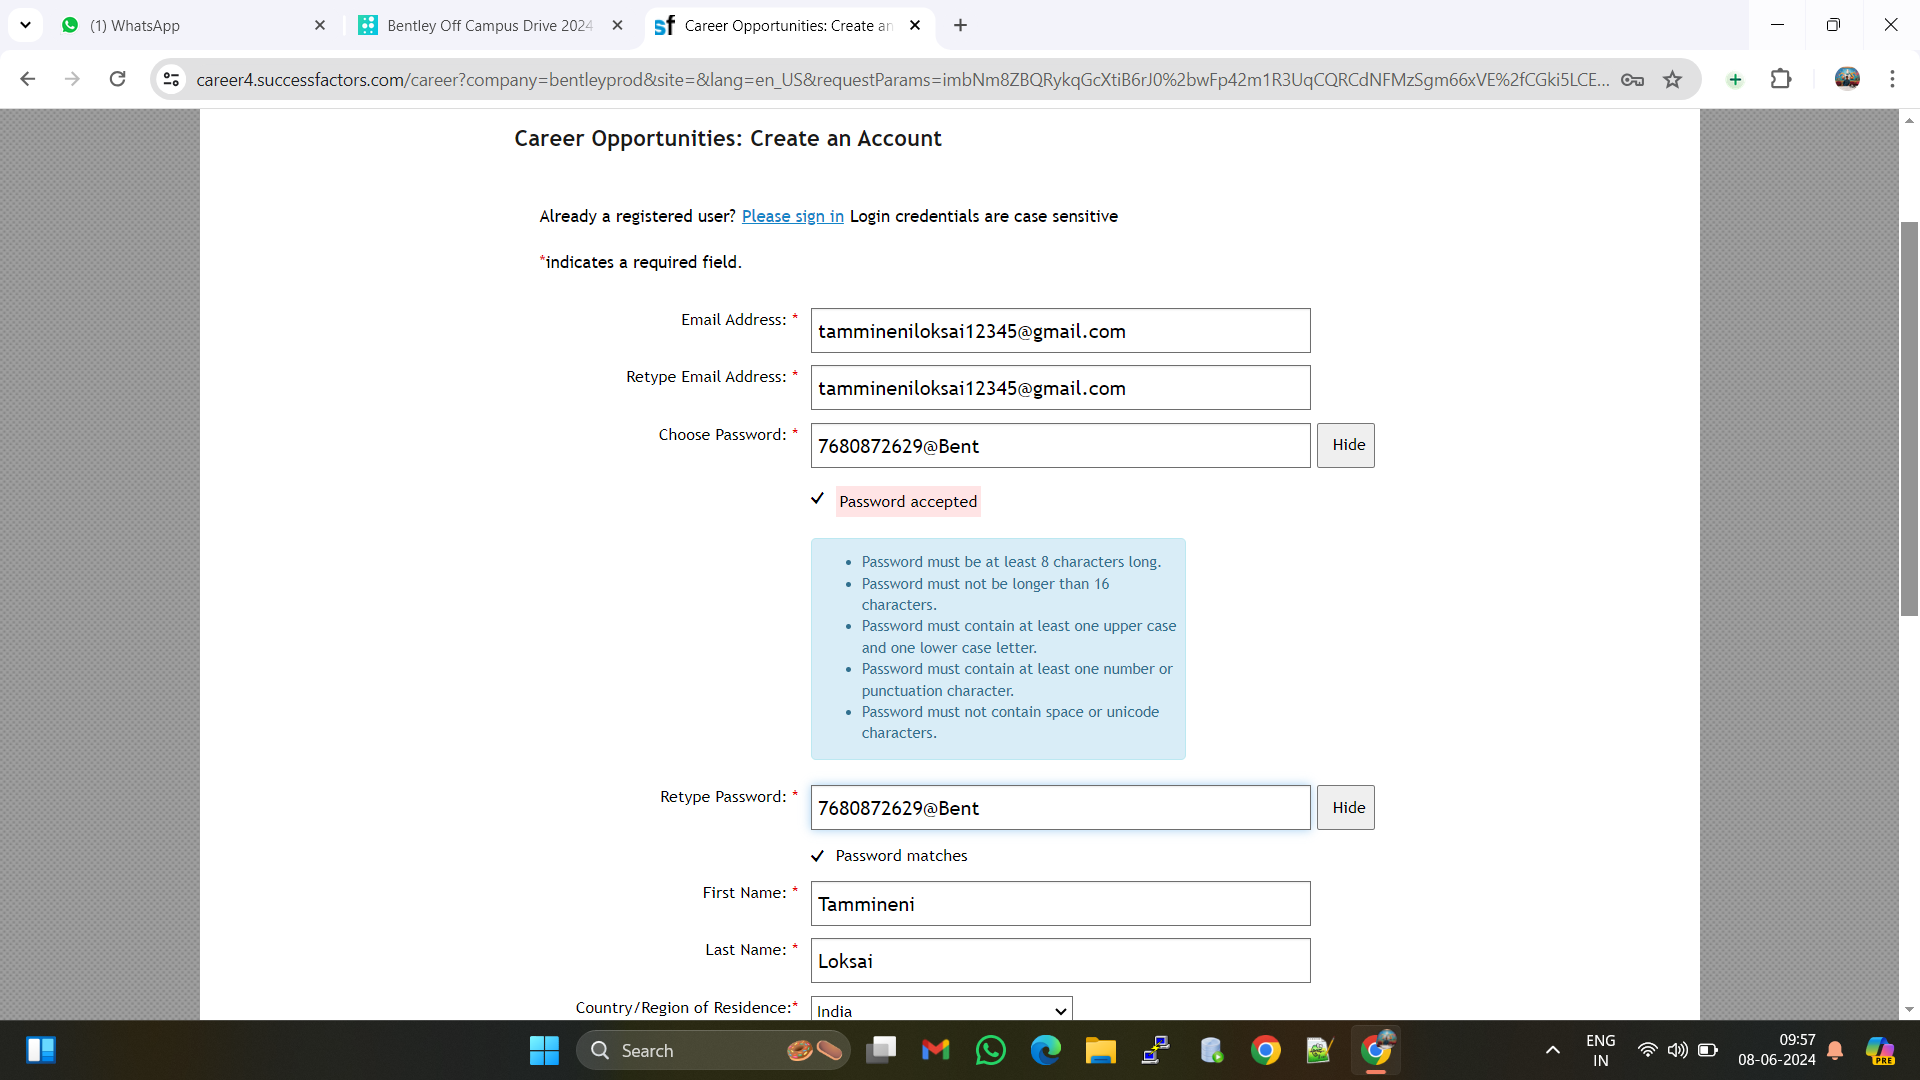 (1) WhatsApp
Bentley Off Campus Drive 2024
sf Career Opportunities: Create an
career4.successfactors.com/career?company=bentleyprod&site=&lang=en_US&requestParams=imbNm8ZBQRykqGcXtiB6rJ0%2bwFp42m1R3UqCQRCdNFMzSgm66xVE%2fCGki5LCE...
Career Opportunities: Create an Account
Already a registered user? Please sign in Login credentials are case sensitive
*indicates a required field.
Email Address: * tammineniloksai12345@gmail.com
Retype Email Address: * tammineniloksai12345@gmail.com
Choose Password: * 7680872629@Bent Hide
Password accepted
• Password must be at least 8 characters long.
• Password must not be longer than 16
characters.
• Password must contain at least one upper case
and one lower case letter.
• Password must contain at least one number or
punctuation character.
• Password must not contain space or unicode
characters.
Retype Password: * 7680872629@Bent Hide
Password matches
First Name: * Tammineni
Last Name: * Loksai
Country/Region of Residence:* India
Search
ENG
IN
09:57
08-06-2024
PRE